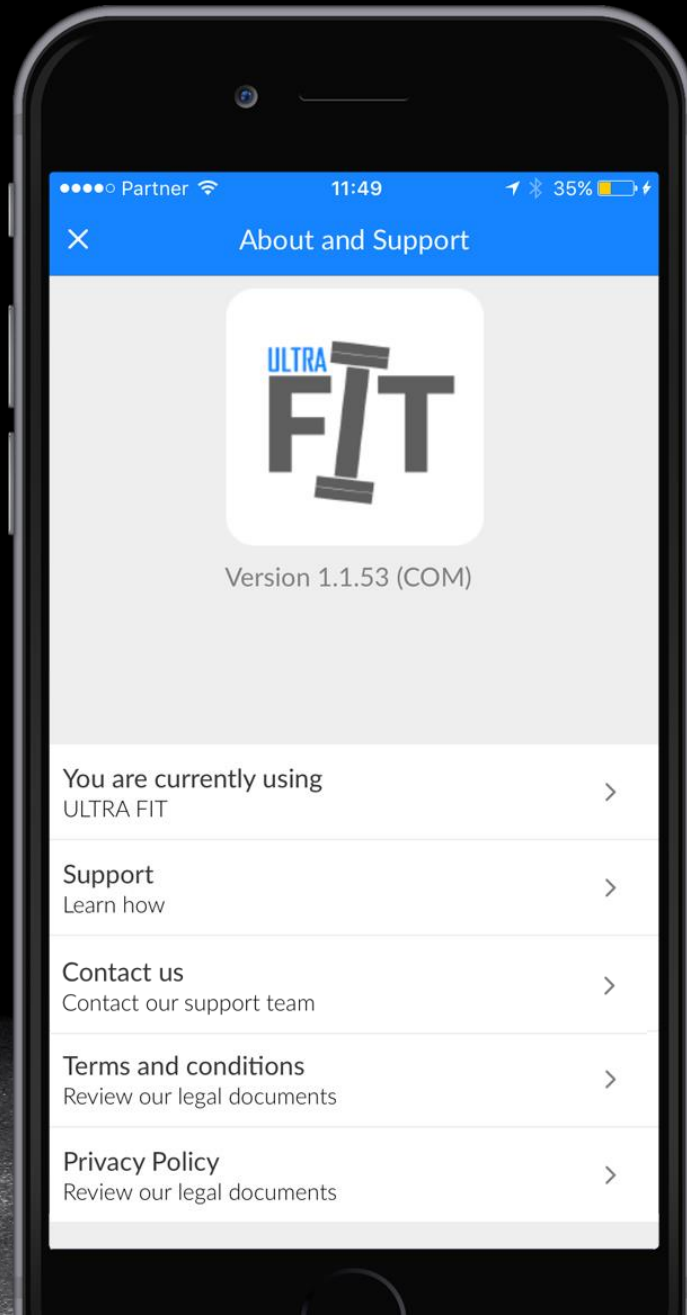 Partner 11:49 35%
About and Support
ULTRA
FIT
Version 1.1.53 (COM)
You are currently using
ULTRA FIT
Support
Learn how
Contact us
Contact our support team
Terms and conditions
Review our legal documents
Privacy Policy
Review our legal documents